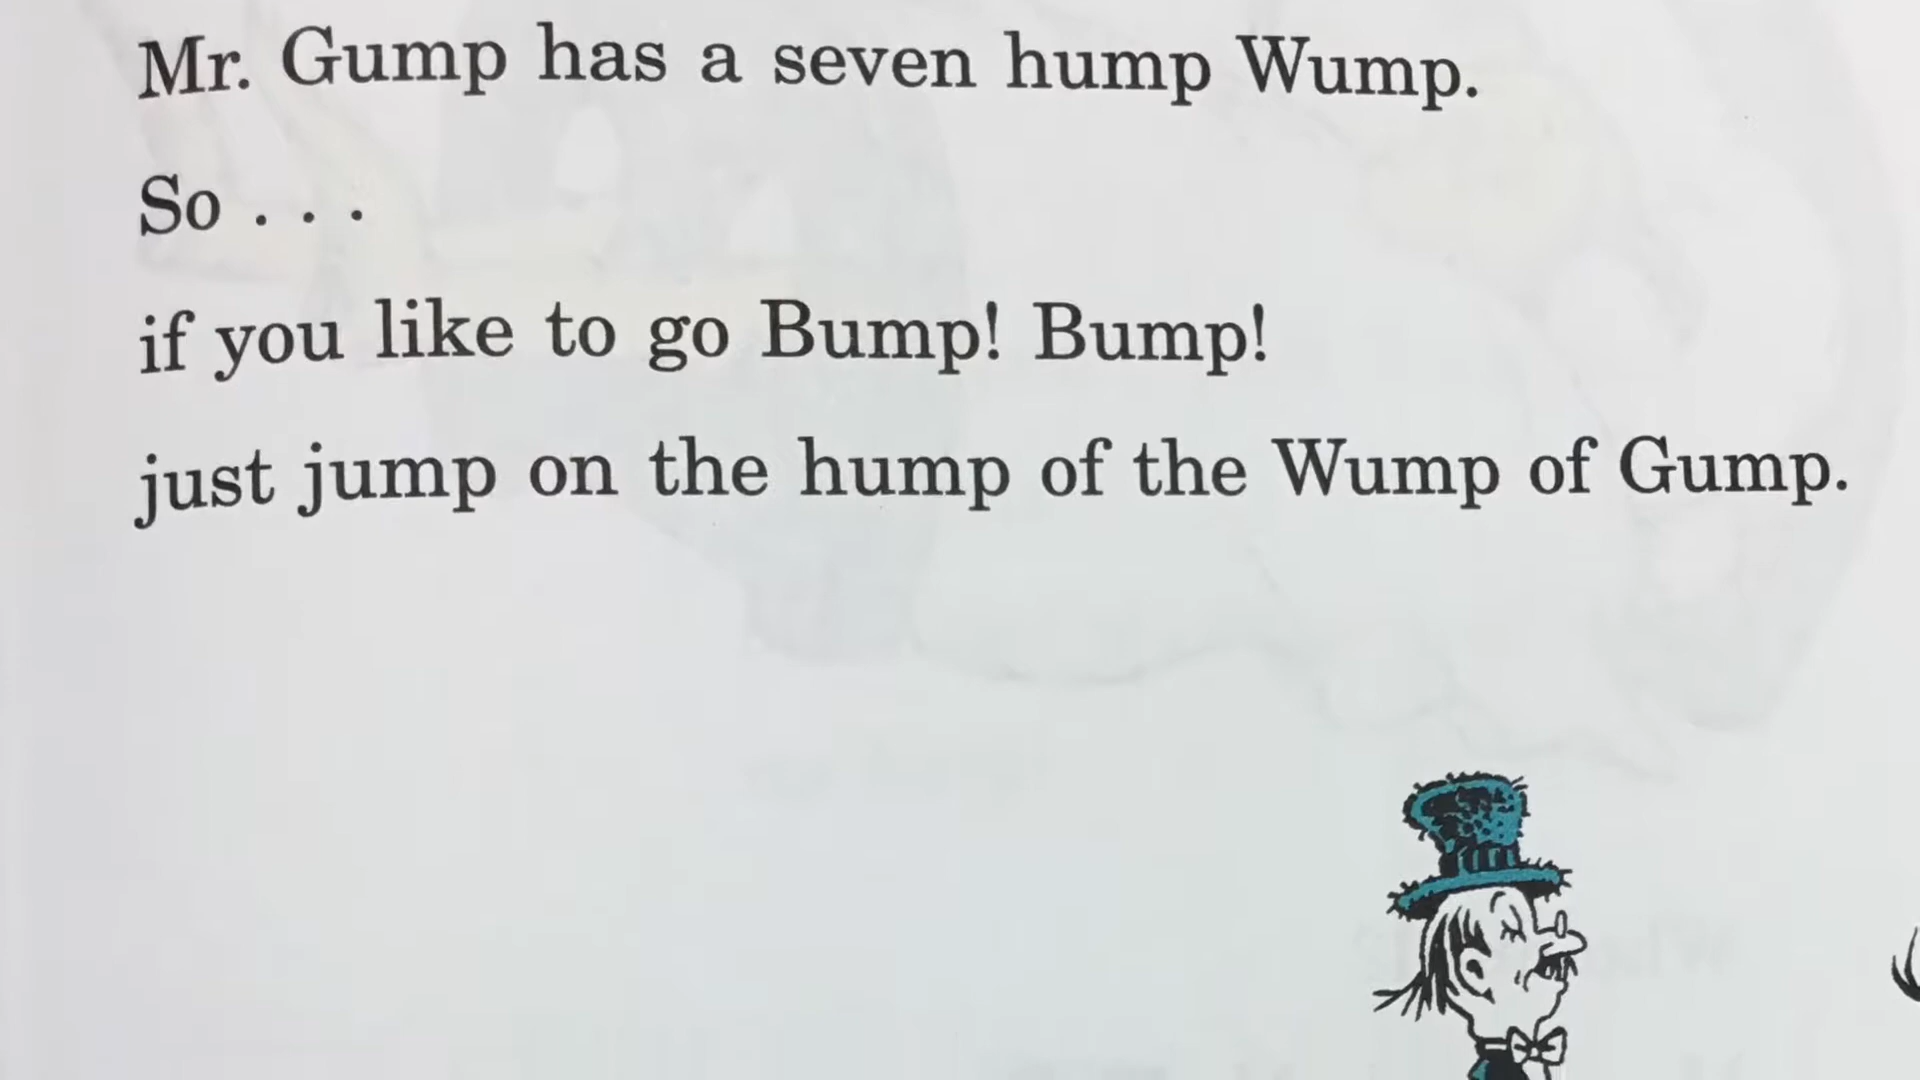 Mr. Gump has a seven hump Wump.
So . . .
if you like to go Bump! Bump!
just jump on the hump of the Wump of Gump.